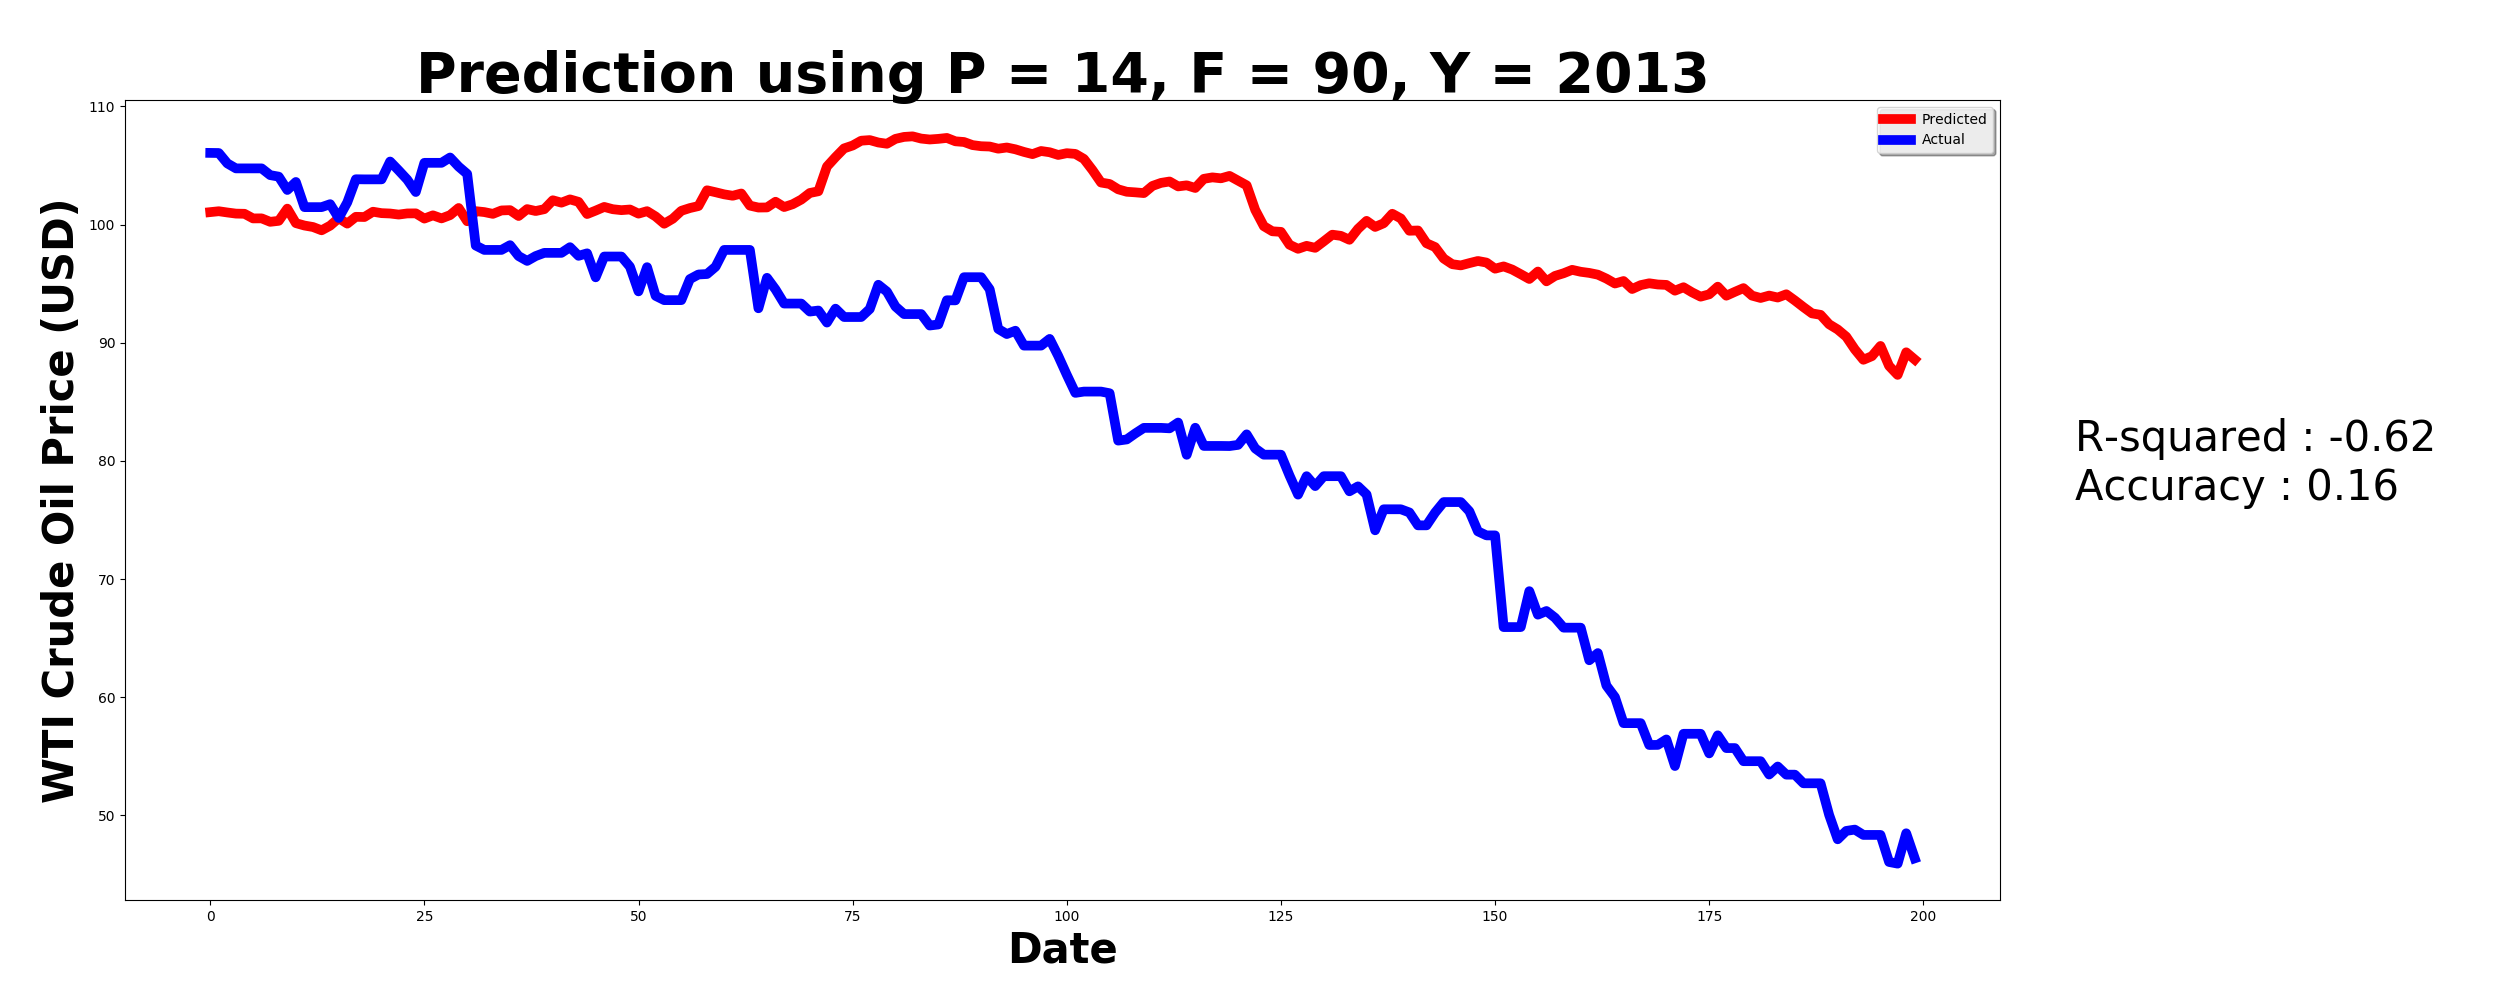 Prediction using P = 14, F = 90, Y = 2013
110
100
90
80
70
60
50
WTI Crude Oil Price (USD)
Predicted
Actual
0 25 50 75 100 125 150 175 200
Date
R-squared : -0.62
Accuracy : 0.16